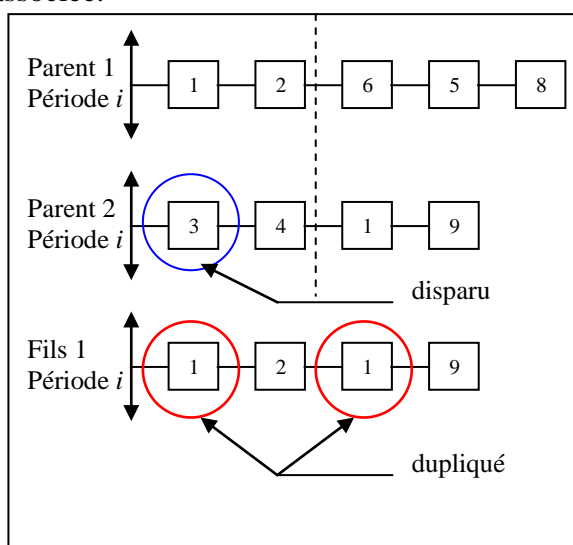 Parent 1
Période i
1 2 6 5 8
Parent 2
Période i
3 4 1 9
disparu
Fils 1
Période i
1 2 1 9
dupliqué